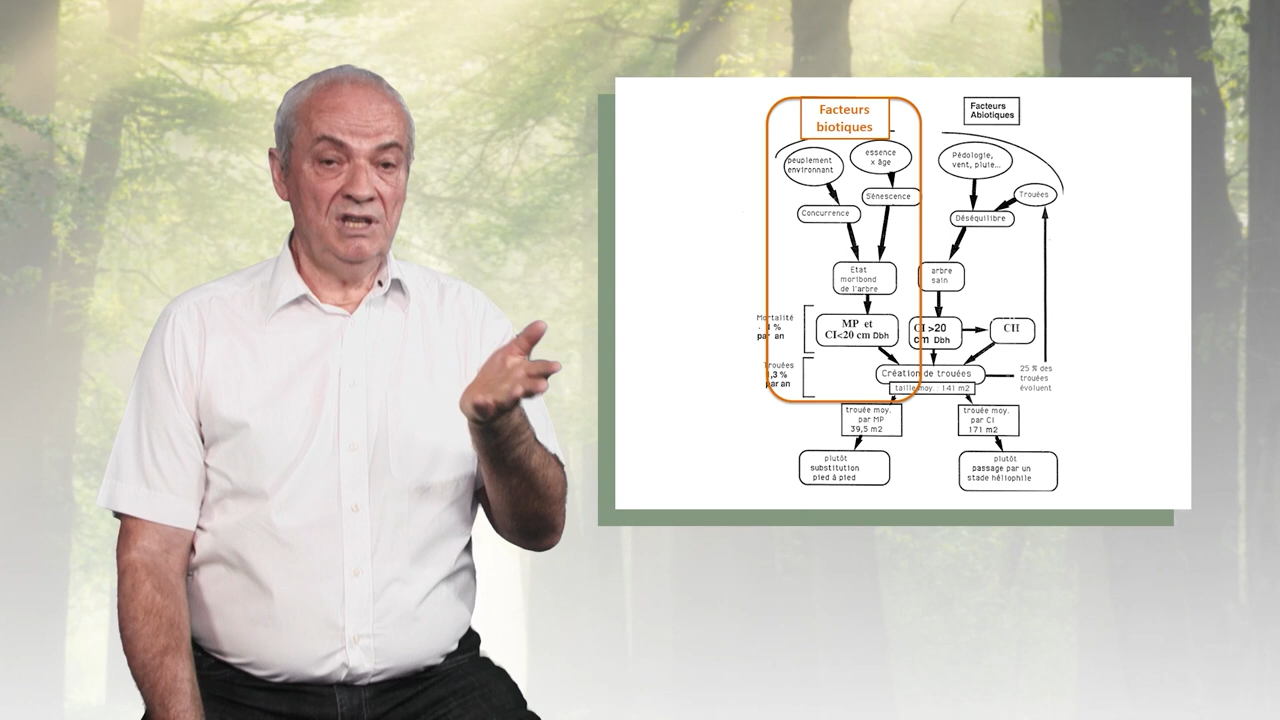 Facteurs
biotiques
Facteurs
Abiotiques
peuplement
environnant
essence
x âge
Pédologie,
vent, pluie...
Trouées
Sénescence
Concurrence
Déséquilibre
Etat
moribond
de l'arbre
arbre
sain
Mortalité
%
par an
MP et
CI<20 cm Dbh
CI >20
cm Dbh
CII
Trouées
,3 %
par an
Création de trouées
taille moy. : 141 m2
25 % des
trouées
évoluent
trouée moy.
par MP
39,5 m2
trouée moy.
par CI
171 m2
plutôt
substitution
pied à pied
plutôt
passage par un
stade héliophile